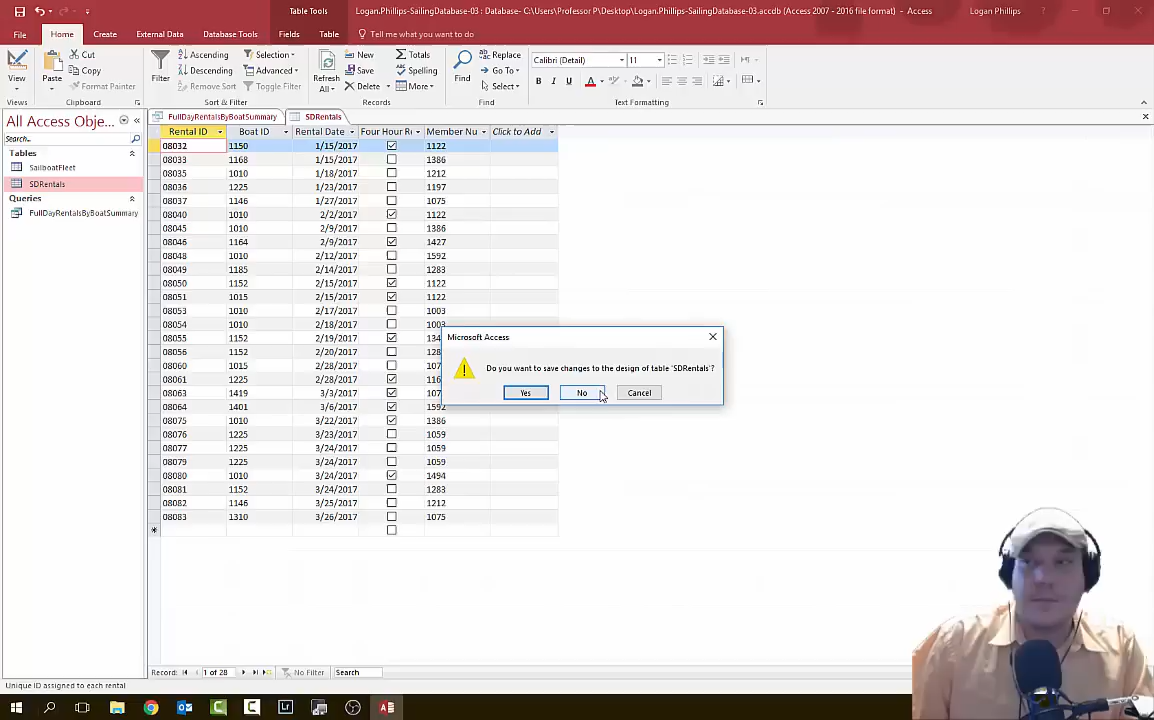 Table Tools
Logan.Phillips-SailingDatabase-03 : Database- C:\Users\Professor P\Desktop\Logan.Phillips-SailingDatabase-03.accdb (Access 2007 - 2016 file format) - Access
Logan Phillips
File Home Create External Data Database Tools Fields Table Tell me what you want to do
View
Views
Paste
Cut
Copy
Format Painter
Clipboard
Filter
Ascending
Descending
Remove Sort
Selection
Advanced
Toggle Filter
Sort & Filter
Refresh
All
New
Save
Delete
Totals
Spelling
More
Records
Find
Replace
Go To
Select
Find
Calibri (Detail) 11
B I U A
Text Formatting
All Access Obje...
Search...
Tables
SailboatFleet
SDRentals
Queries
FullDayRentalsByBoatSummary
FullDayRentalsByBoatSummary SDRentals
Rental ID Boat ID Rental Date Four Hour R Member Nu Click to Add
08032 1150 1/15/2017 1122
08033 1168 1/15/2017 1386
08035 1010 1/18/2017 1212
08036 1225 1/23/2017 1197
08037 1146 1/27/2017 1075
08040 1010 2/2/2017 1122
08045 1010 2/9/2017 1386
08046 1164 2/9/2017 1427
08048 1010 2/12/2017 1592
08049 1185 2/14/2017 1283
08050 1152 2/15/2017 1122
08051 1015 2/15/2017 1122
08053 1010 2/17/2017 1003
08054 1010 2/18/2017 1003
08055 1152 2/19/2017 134
08056 1152 2/20/2017 128
08060 1015 2/28/2017 107
08061 1225 2/28/2017 116
08063 1419 3/3/2017 107
08064 1401 3/6/2017 1592
08075 1010 3/22/2017 1386
08076 1225 3/23/2017 1059
08077 1225 3/24/2017 1059
08079 1225 3/24/2017 1059
08080 1010 3/24/2017 1494
08081 1152 3/24/2017 1283
08082 1146 3/25/2017 1212
08083 1310 3/26/2017 1075
Microsoft Access
Do you want to save changes to the design of table 'SDRentals'?
Yes No Cancel
Record: 1 of 28 No Filter Search
Unique ID assigned to each rental